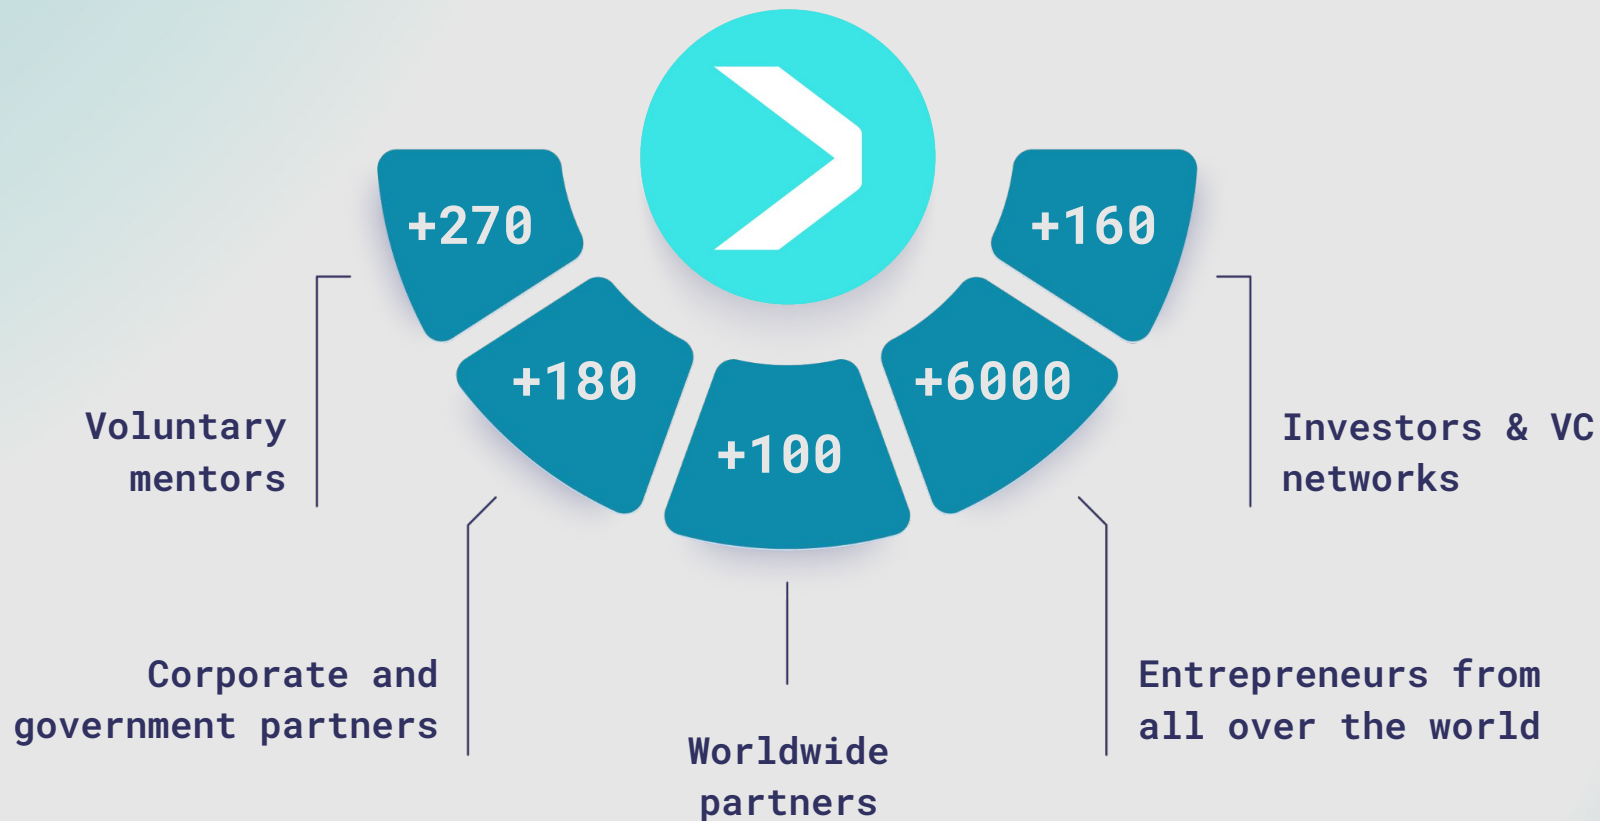 +270
+160
+180
+6000
+100
Voluntary
mentors
Investors & VC
networks
Corporate and
government partners
Entrepreneurs from
all over the world
Worldwide
partners